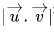 |u⃗ . v⃗|